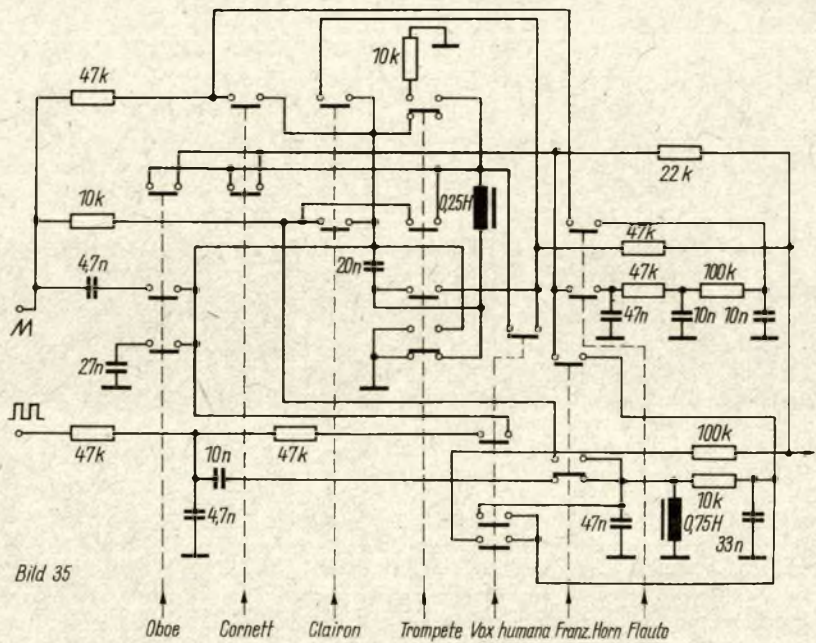 10k
47k
22k
10k
0,25H
47k
4,7n
20n
47k
100k
47n
10n
10n
27n
47k
47k
100k
10n
10k
4,7n
47n
0,75H
33n
Bild 35
Oboe Cornett Clairon Trompete Vox humana Franz.Horn Flauto